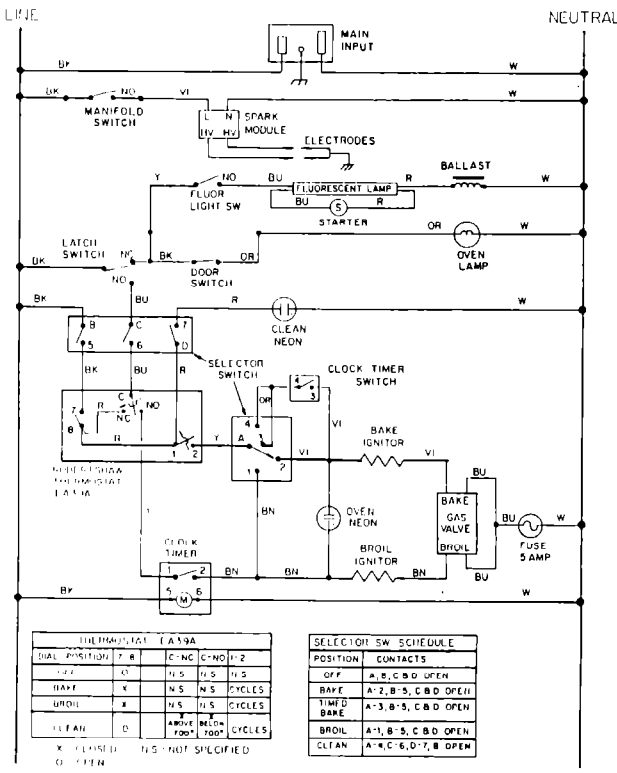 LINE
NEUTRAL
MAIN INPUT
BK
W
BK
NO
VI
W
MANIFOLD SWITCH
L N
SPARK MODULE
HV HV
ELECTRODES
BALLAST
Y
NO
BU
FLUORESCENT LAMP
R
W
FLUOR LIGHT SW
BU
S
R
STARTER
LATCH SWITCH
NC
OR
W
BK
BK
OR
OVEN LAMP
NO
DOOR SWITCH
BK
BU
R
W
CLEAN NEON
8
C
7
5
6
D
SELECTOR SWITCH
CLOCK TIMER SWITCH
BK
BU
R
4
3
C
OR
7
R
NO
NC
8
R
1 2
Y
A
4
2
1
VI
VI
BAKE IGNITOR
VI
BU
THERMOSTAT EA39A
BAKE
GAS VALVE
BROIL
BU
W
FUSE 5 AMP
BN
OVEN NEON
CLOCK TIMER
BROIL IGNITOR
1
2
BN
BN
BN
BU
BK
5
M
6
W
THERMOSTAT EA39A
DIAL POSITION 7-8 C-NC C-NO 1-2
OFF O N S N S N S
BAKE X N S N S CYCLES
BROIL X N S N S CYCLES
CLEAN O X ABOVE 700° X BELOW 700° CYCLES
X CLOSED N S - NOT SPECIFIED
O OPEN
SELECTOR SW SCHEDULE
POSITION CONTACTS
OFF A, B, C & D OPEN
BAKE A-2, B-5, C & D OPEN
TIMED BAKE A-3, B-5, C & D OPEN
BROIL A-1, B-5, C & D OPEN
CLEAN A-4, C-6, D-7, B OPEN